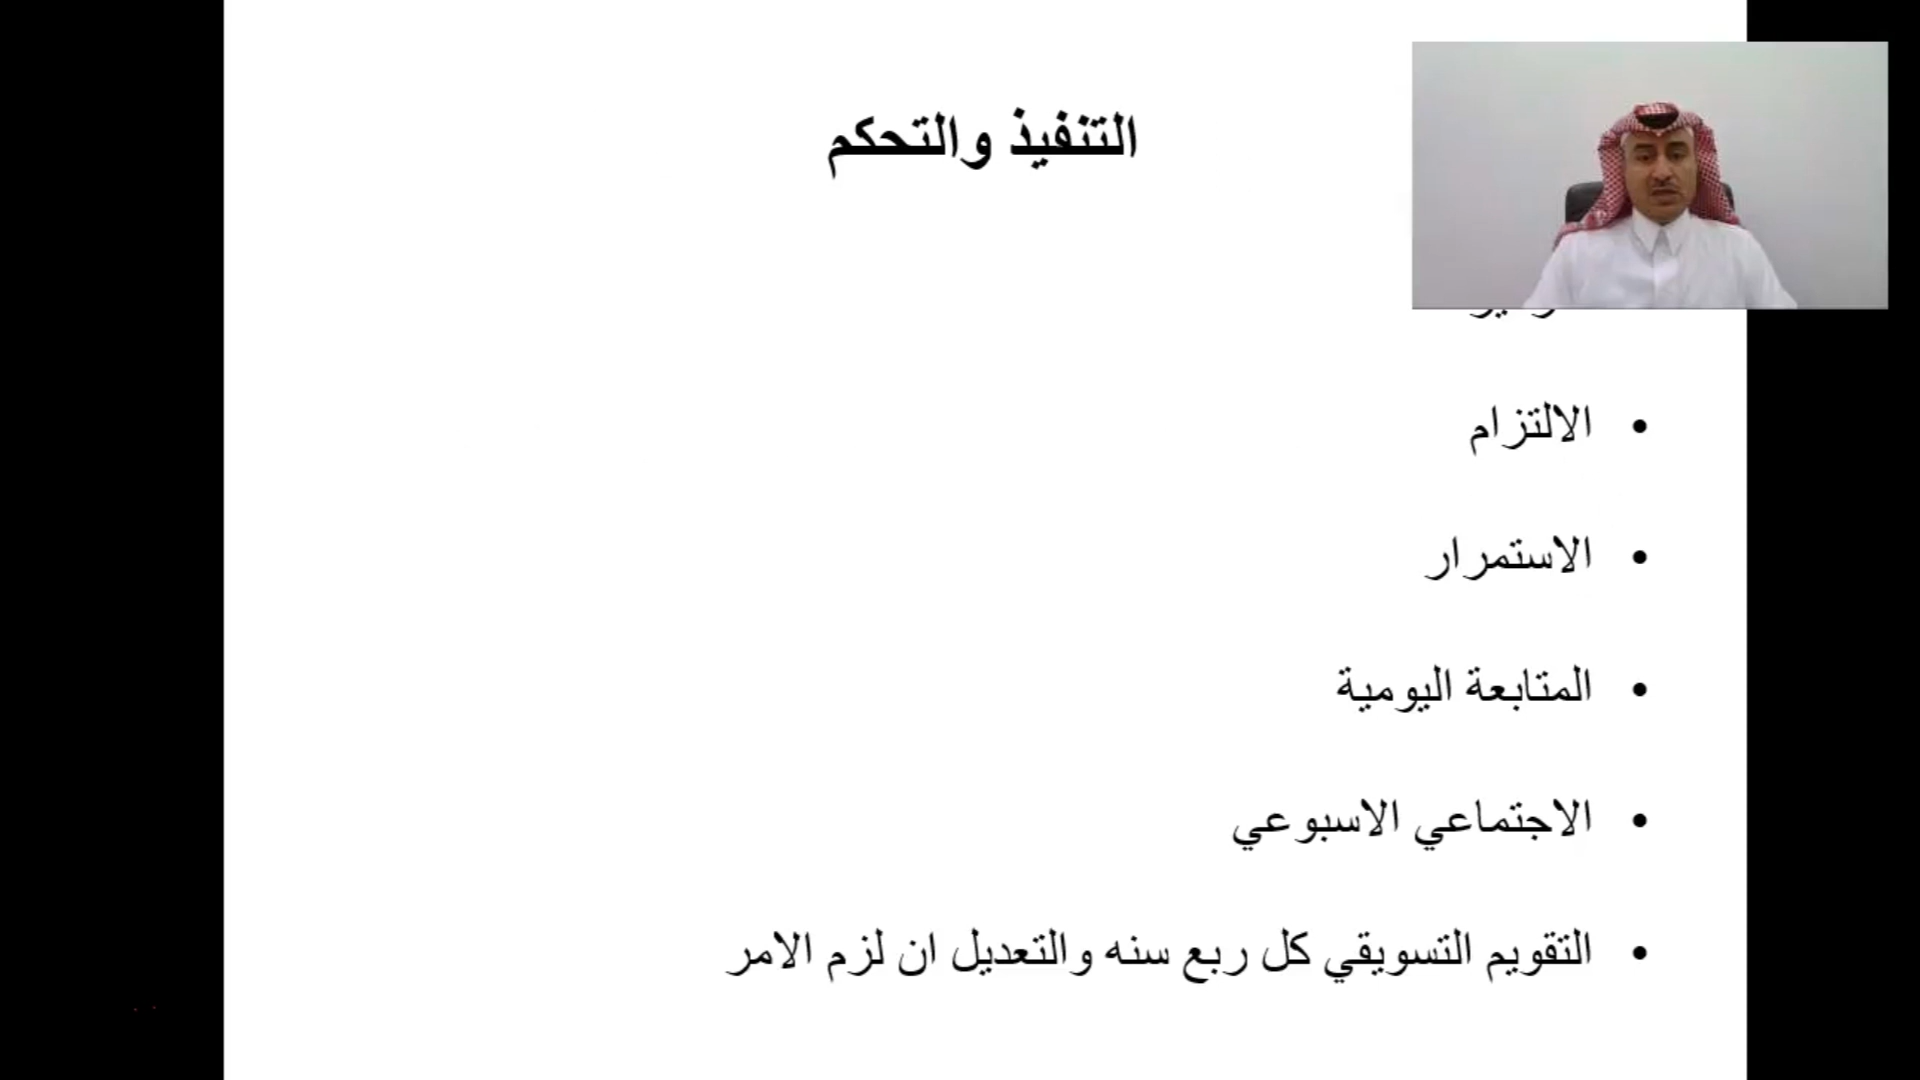 التنفيذ والتحكم
• الالتزام
• الاستمرار
• المتابعة اليومية
• الاجتماعي الاسبوعي
• التقويم التسويقي كل ربع سنه والتعديل ان لزم الامر